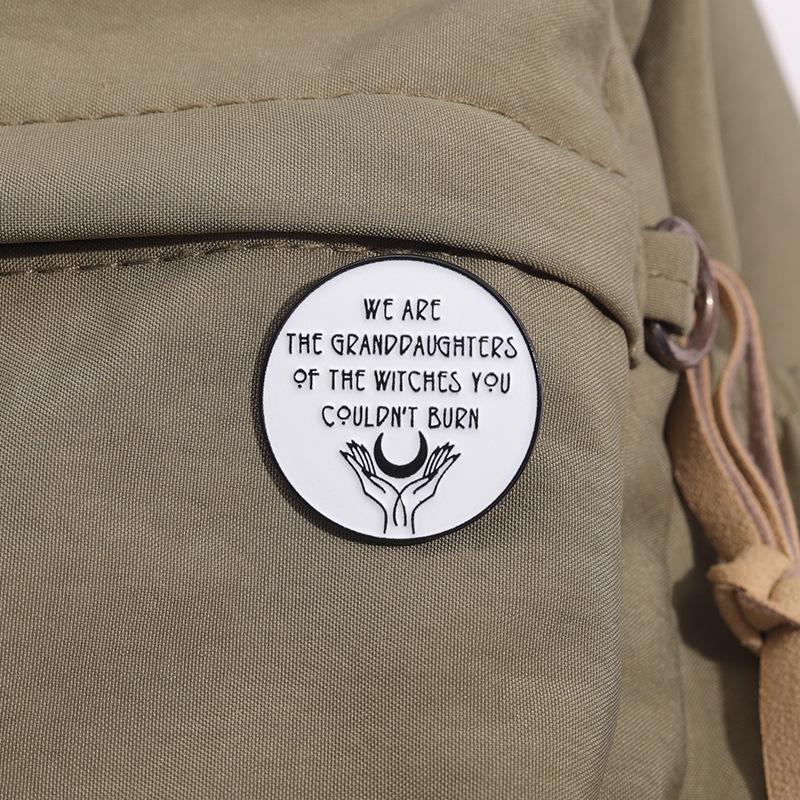 WE ARE
THE GRANDDAUGHTERS
OF THE WITCHES YOU
COULDN'T BURN